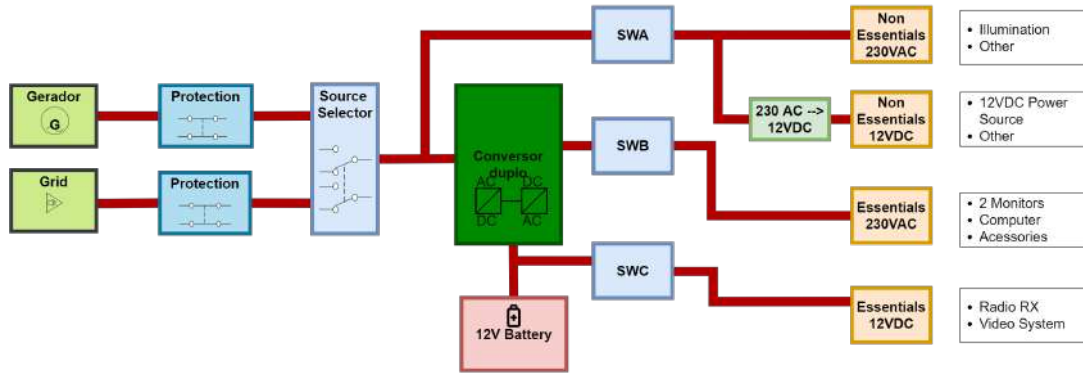 Gerador
G
Protection
Grid
Protection
Source
Selector
Conversor
duplo
AC
DC
DC
AC
12V Battery
SWA
SWB
SWC
230 AC -->
12VDC
Non
Essentials
230VAC
• Illumination
• Other
Non
Essentials
12VDC
• 12VDC Power
Source
• Other
Essentials
230VAC
• 2 Monitors
• Computer
• Acessories
Essentials
12VDC
• Radio RX
• Video System